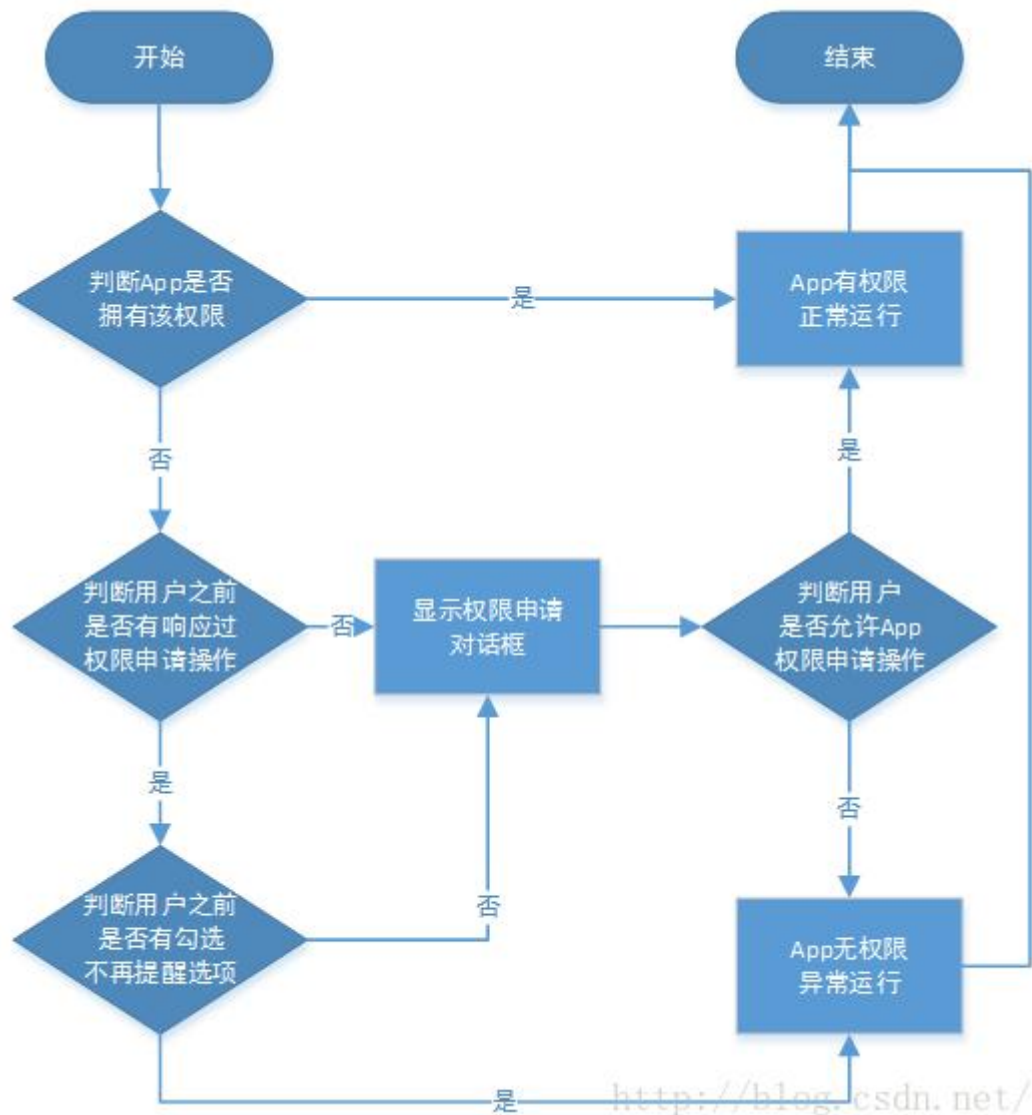 开始
结束
判断App是否
拥有该权限
是
App有权限
正常运行
否
是
判断用户之前
是否有响应过
权限申请操作
否
显示权限申请
对话框
判断用户
是否允许App
权限申请操作
是
否
判断用户之前
是否有勾选
不再提醒选项
否
App无权限
异常运行
是
http://blog.csdn.net/